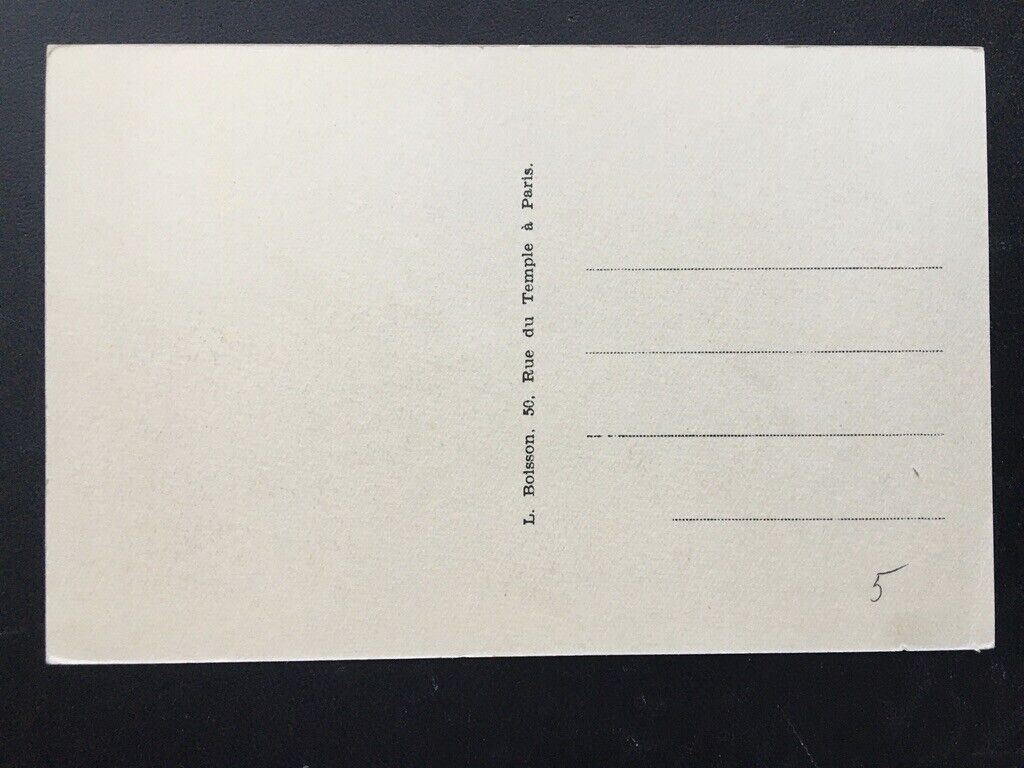 L. Boisson, 50, Rue du Temple à Paris.
5